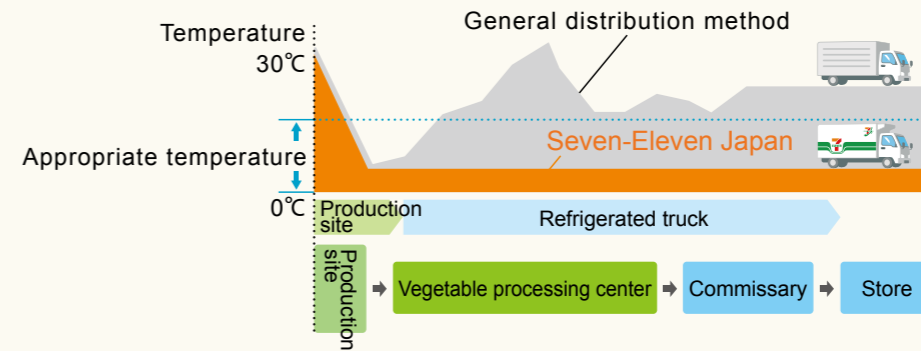 General distribution method
Temperature
30℃
Seven-Eleven Japan
Appropriate temperature
0℃
Production
site
Refrigerated truck
Production
site
Vegetable processing center
Commissary
Store